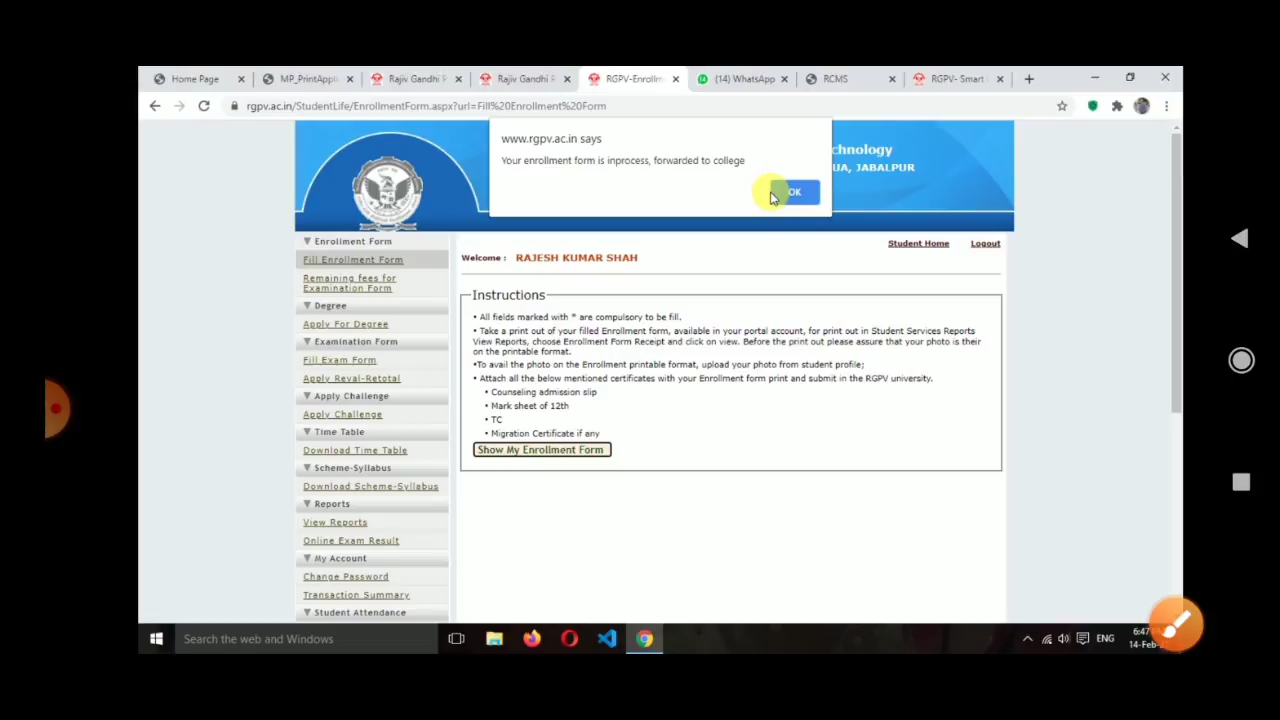 Home Page
MP_PrintAppli
Rajiv Gandhi P
Rajiv Gandhi P
RGPV-Enrollm
(14) WhatsApp
RCMS
RGPV- Smart
rgpv.ac.in/StudentLife/EnrollmentForm.aspx?url=Fill%20Enrollment%20Form
www.rgpv.ac.in says
Your enrollment form is inprocess, forwarded to college
OK
chnology
UA, JABALPUR
Student Home
Logout
Welcome : RAJESH KUMAR SHAH
Enrollment Form
Fill Enrollment Form
Remaining fees for
Examination Form
Degree
Apply For Degree
Examination Form
Fill Exam Form
Apply Reval-Retotal
Apply Challenge
Apply Challenge
Time Table
Download Time Table
Scheme-Syllabus
Download Scheme-Syllabus
Reports
View Reports
Online Exam Result
My Account
Change Password
Transaction Summary
Student Attendance
Instructions
• All fields marked with * are compulsory to be fill.
• Take a print out of your filled Enrollment form, available in your portal account, for print out in Student Services Reports
View Reports, choose Enrollment Form Receipt and click on view. Before the print out please assure that your photo is their
on the printable format.
•To avail the photo on the Enrollment printable format, upload your photo from student profile;
• Attach all the below mentioned certificates with your Enrollment form print and submit in the RGPV university.
• Counseling admission slip
• Mark sheet of 12th
• TC
• Migration Certificate if any
Show My Enrollment Form
Search the web and Windows
ENG
6:47
14-Feb-